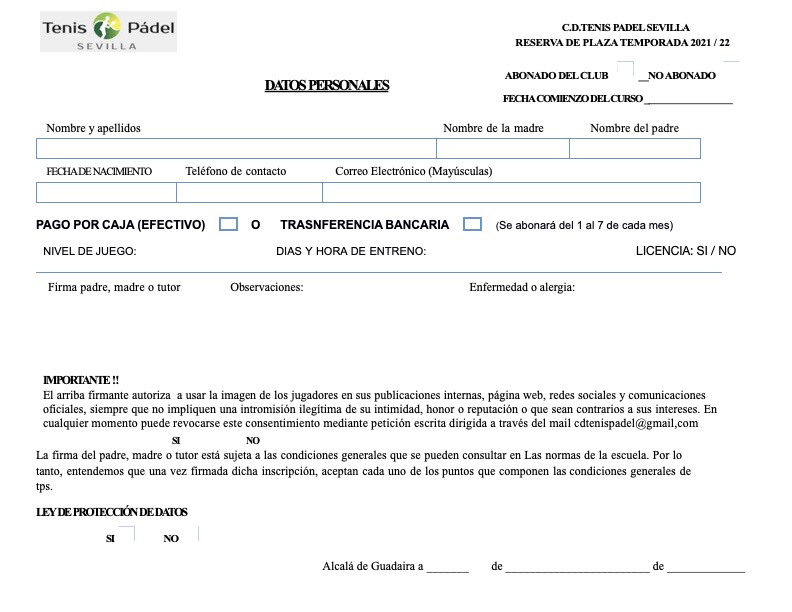 Tenis Pádel
SEVILLA
C.D.TENIS PADEL SEVILLA
RESERVA DE PLAZA TEMPORADA 2021 / 22
ABONADO DEL CLUB __NO ABONADO
DATOS PERSONALES
FECHA COMIENZO DEL CURSO_______________
Nombre y apellidos Nombre de la madre Nombre del padre
FECHA DE NACIMIENTO Teléfono de contacto Correo Electrónico (Mayúsculas)
PAGO POR CAJA (EFECTIVO) O TRASNFERENCIA BANCARIA (Se abonará del 1 al 7 de cada mes)
NIVEL DE JUEGO: DIAS Y HORA DE ENTRENO: LICENCIA: SI / NO
Firma padre, madre o tutor Observaciones: Enfermedad o alergia:
IMPORTANTE !!
El arriba firmante autoriza a usar la imagen de los jugadores en sus publicaciones internas, página web, redes sociales y comunicaciones
oficiales, siempre que no impliquen una intromisión ilegítima de su intimidad, honor o reputación o que sean contrarios a sus intereses. En
cualquier momento puede revocarse este consentimiento mediante petición escrita dirigida a través del mail cdtenispadel@gmail,com
SI NO
La firma del padre, madre o tutor está sujeta a las condiciones generales que se pueden consultar en Las normas de la escuela. Por lo
tanto, entendemos que una vez firmada dicha inscripción, aceptan cada uno de los puntos que componen las condiciones generales de
tps.
LEY DE PROTECCIÓN DE DATOS
SI NO
Alcalá de Guadaira a _______ de ________________________ de _____________